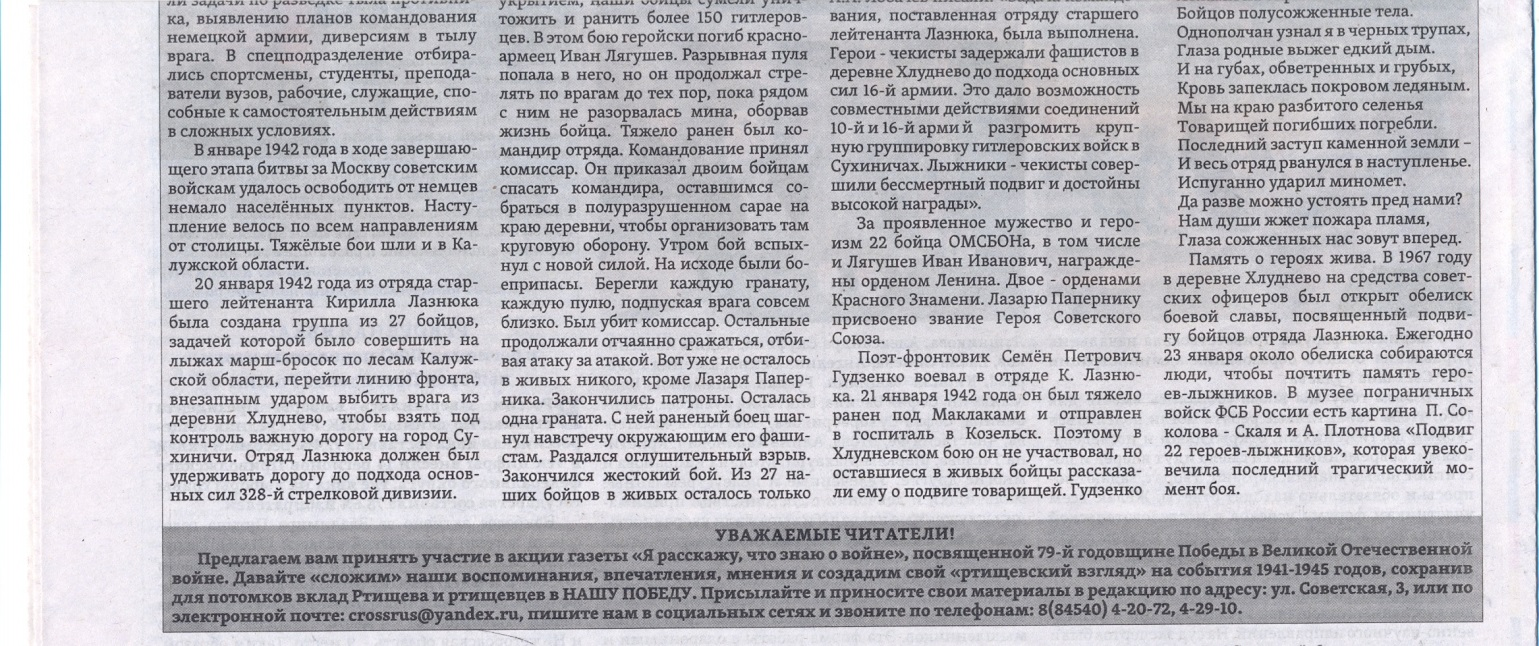 ка, выявлению планов командования
немецкой армии, диверсиям в тылу
врага. В спецподразделение отбира-
лись спортсмены, студенты, препода-
ватели вузов, рабочие, служащие, спо-
собные к самостоятельным действиям
в сложных условиях.
В январе 1942 года в ходе завершаю-
щего этапа битвы за Москву советским
войскам удалось освободить от немцев
немало населённых пунктов. Насту-
пление велось по всем направлениям
от столицы. Тяжёлые бои шли и в Ка-
лужской области.
20 января 1942 года из отряда стар-
шего лейтенанта Кирилла Лазнюка
была создана группа из 27 бойцов,
задачей которой было совершить на
лыжах марш-бросок по лесам Калуж-
ской области, перейти линию фронта,
внезапным ударом выбить врага из
деревни Хлуднево, чтобы взять под
контроль важную дорогу на город Су-
хиничи. Отряд Лазнюка должен был
удерживать дорогу до подхода основ-
ных сил 328-й стрелковой дивизии.
укрытием, наши бойцы сумели унич-
тожить и ранить более 150 гитлеров-
цев. В этом бою геройски погиб красно-
армеец Иван Лягушев. Разрывная пуля
попала в него, но он продолжал стре-
лять по врагам до тех пор, пока рядом
с ним не разорвалась мина, оборвав
жизнь бойца. Тяжело ранен был ко-
мандир отряда. Командование принял
комиссар. Он приказал двоим бойцам
спасать командира, оставшимся со-
браться в полуразрушенном сарае на
краю деревни, чтобы организовать там
круговую оборону. Утром бой вспых-
нул с новой силой. На исходе были бо-
еприпасы. Берегли каждую гранату,
каждую пулю, подпуская врага совсем
близко. Был убит комиссар. Остальные
продолжали отчаянно сражаться, отби-
вая атаку за атакой. Вот уже не осталось
в живых никого, кроме Лазаря Папер-
ника. Закончились патроны. Осталась
одна граната. С ней раненый боец шаг-
нул навстречу окружающим его фаши-
стам. Раздался оглушительный взрыв.
Закончился жестокий бой. Из 27 на-
ших бойцов в живых осталось только
вания, поставленная отряду старшего
лейтенанта Лазнюка, была выполнена.
Герои - чекисты задержали фашистов в
деревне Хлуднево до подхода основных
сил 16-й армии. Это дало возможность
совместными действиями соединений
10-й и 16-й арми й разгромить круп-
ную группировку гитлеровских войск в
Сухиничах. Лыжники - чекисты совер-
шили бессмертный подвиг и достойны
высокой награды».
За проявленное мужество и геро-
изм 22 бойца ОМСБОНа, в том числе
и Лягушев Иван Иванович, награжде-
ны орденом Ленина. Двое - орденами
Красного Знамени. Лазарю Папернику
присвоено звание Героя Советского
Союза.
Поэт-фронтовик Семён Петрович
Гудзенко воевал в отряде К. Лазню-
ка. 21 января 1942 года он был тяжело
ранен под Маклаками и отправлен
в госпиталь в Козельск. Поэтому в
Хлудневском бою он не участвовал, но
оставшиеся в живых бойцы рассказа-
ли ему о подвиге товарищей. Гудзенко
Бойцов полусожженные тела.
Однополчан узнал я в черных трупах,
Глаза родные выжег едкий дым.
И на губах, обветренных и грубых,
Кровь запеклась покровом ледяным.
Мы на краю разбитого селенья
Товарищей погибших погребли.
Последний заступ каменной земли –
И весь отряд рванулся в наступленье.
Испуганно ударил миномет.
Да разве можно устоять пред нами?
Нам души жжет пожара пламя,
Глаза сожженных нас зовут вперед.
Память о героях жива. В 1967 году
в деревне Хлуднево на средства совет-
ских офицеров был открыт обелиск
боевой славы, посвященный подви-
гу бойцов отряда Лазнюка. Ежегодно
23 января около обелиска собираются
люди, чтобы почтить память геро-
ев-лыжников. В музее пограничных
войск ФСБ России есть картина П. Со-
колова - Скаля и А. Плотнова «Подвиг
22 героев-лыжников», которая увеко-
вечила последний трагический мо-
мент боя.
УВАЖАЕМЫЕ ЧИТАТЕЛИ!
Предлагаем вам принять участие в акции газеты «Я расскажу, что знаю о войне», посвященной 79-й годовщине Победы в Великой Отечественной
войне. Давайте «сложим» наши воспоминания, впечатления, мнения и создадим свой «ртищевский взгляд» на события 1941-1945 годов, сохранив
для потомков вклад Ртищева и ртищевцев в НАШУ ПОБЕДУ. Присылайте и приносите свои материалы в редакцию по адресу: ул. Советская, 3, или по
электронной почте: crossrus@yandex.ru, пишите нам в социальных сетях и звоните по телефонам: 8(84540) 4-20-72, 4-29-10.